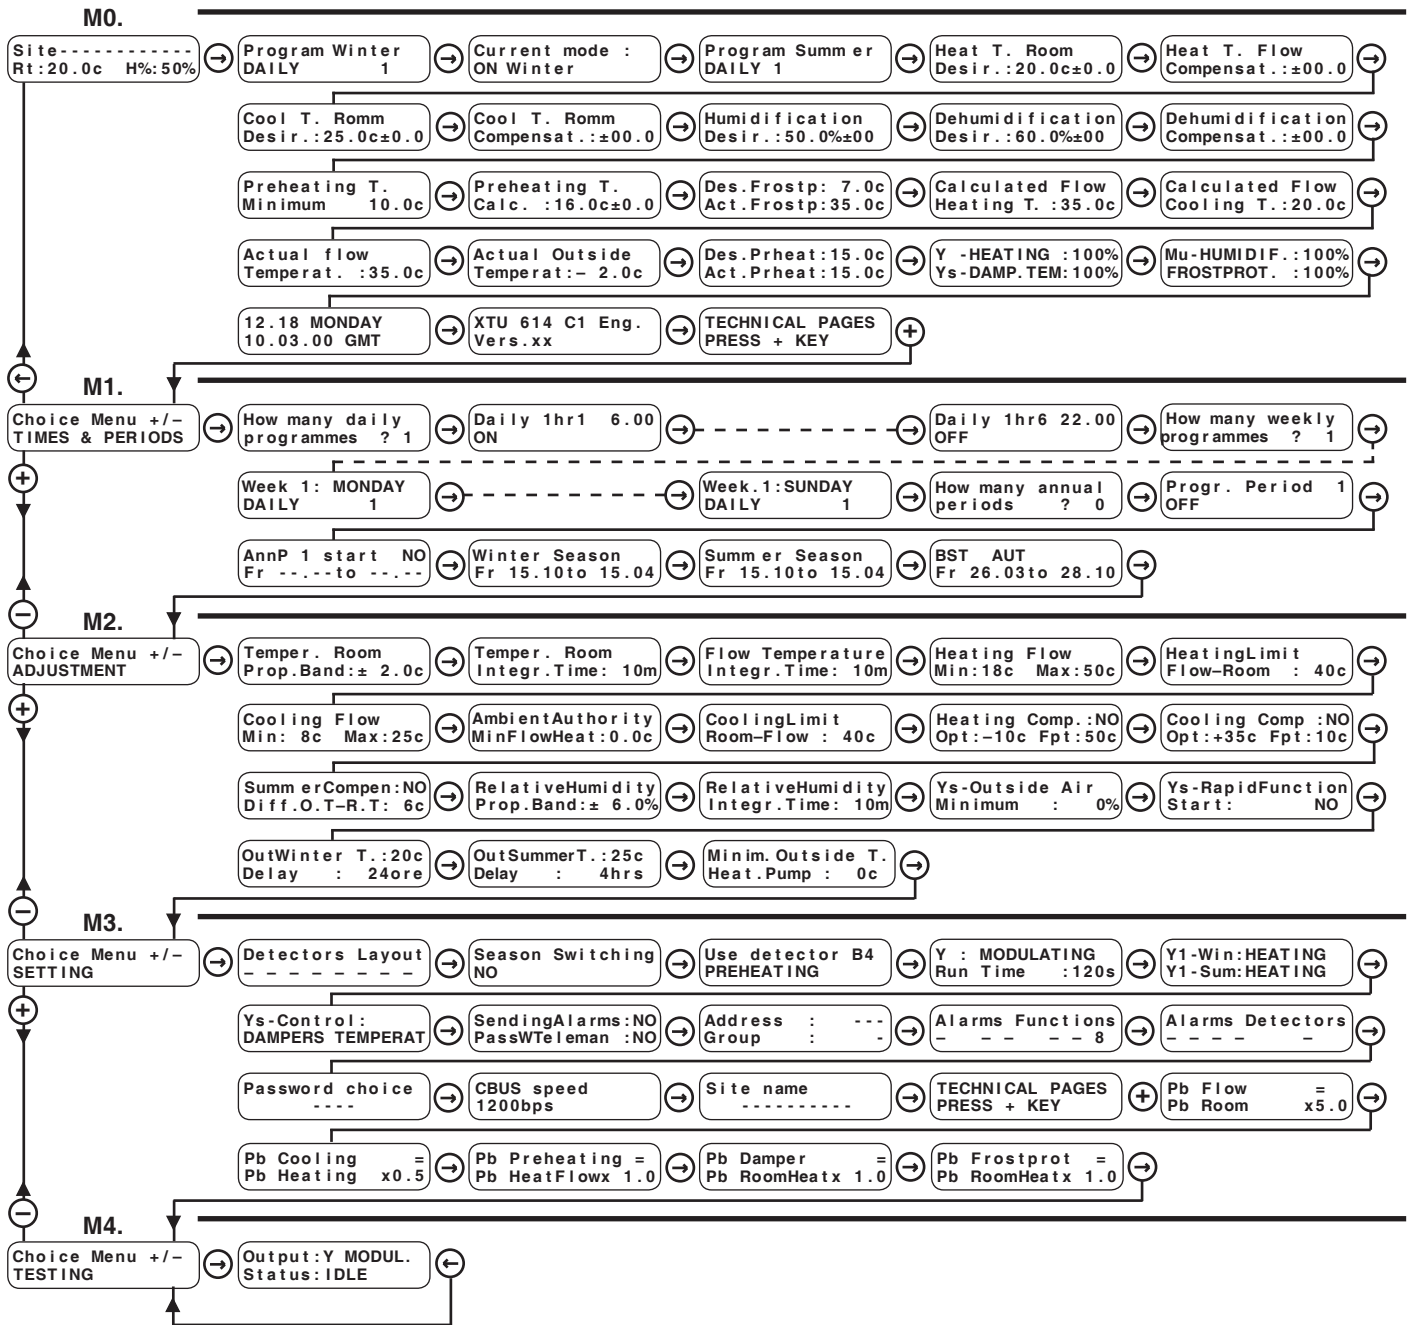 M0.
Site------------
Rt:20.0c H%:50%
Program Winter
DAILY 1
Current mode :
ON Winter
Program Summer
DAILY 1
Heat T. Room
Desir.:20.0c±0.0
Heat T. Flow
Compensat.:±00.0
Cool T. Romm
Desir.:25.0c±0.0
Cool T. Romm
Compensat.:±00.0
Humidification
Desir.:50.0%±00
Dehumidification
Desir.:60.0%±00
Dehumidification
Compensat.:±00.0
Preheating T.
Minimum 10.0c
Preheating T.
Calc. :16.0c±0.0
Des.Frostp: 7.0c
Act.Frostp:35.0c
Calculated Flow
Heating T. :35.0c
Calculated Flow
Cooling T.:20.0c
Actual flow
Temperat. :35.0c
Actual Outside
Temperat:– 2.0c
Des.Prheat:15.0c
Act.Prheat:15.0c
Y -HEATING :100%
Ys-DAMP.TEM:100%
Mu-HUMIDIF.:100%
FROSTPROT. :100%
12.18 MONDAY
10.03.00 GMT
XTU 614 C1 Eng.
Vers.xx
TECHNICAL PAGES
PRESS + KEY
M1.
Choice Menu +/–
TIMES & PERIODS
How many daily
programmes ? 1
Daily 1hr1 6.00
ON
Daily 1hr6 22.00
OFF
How many weekly
programmes ? 1
Week 1: MONDAY
DAILY 1
Week.1:SUNDAY
DAILY 1
How many annual
periods ? 0
Progr. Period 1
OFF
AnnP 1 start NO
Fr --.--to --.--
Winter Season
Fr 15.10to 15.04
Summer Season
Fr 15.10to 15.04
BST AUT
Fr 26.03to 28.10
M2.
Choice Menu +/–
ADJUSTMENT
Temper. Room
Prop.Band:± 2.0c
Temper. Room
Integr.Time: 10m
Flow Temperature
Integr.Time: 10m
Heating Flow
Min:18c Max:50c
HeatingLimit
Flow–Room : 40c
Cooling Flow
Min: 8c Max:25c
AmbientAuthority
MinFlowHeat:0.0c
CoolingLimit
Room–Flow : 40c
Heating Comp.:NO
Opt:–10c Fpt:50c
Cooling Comp :NO
Opt:+35c Fpt:10c
SummerCompen:NO
Diff.O.T–R.T: 6c
RelativeHumidity
Prop.Band:± 6.0%
RelativeHumidity
Integr.Time: 10m
Ys-Outside Air
Minimum : 0%
Ys-RapidFunction
Start: NO
OutWinter T.:20c
Delay : 24ore
OutSummerT.:25c
Delay : 4hrs
Minim.Outside T.
Heat.Pump : 0c
M3.
Choice Menu +/–
SETTING
Detectors Layout
– – – – – – – –
Season Switching
NO
Use detector B4
PREHEATING
Y : MODULATING
Run Time :120s
Y1-Win:HEATING
Y1-Sum:HEATING
Ys-Control:
DAMPERS TEMPERAT
SendingAlarms:NO
PassWTeleman :NO
Address : ---
Group : -
Alarms Functions
– – – – – 8
Alarms Detectors
– – – – –
Password choice
----
CBUS speed
1200bps
Site name
----------
TECHNICAL PAGES
PRESS + KEY
Pb Flow =
Pb Room x5.0
Pb Cooling =
Pb Heating x0.5
Pb Preheating =
Pb HeatFlowx 1.0
Pb Damper =
Pb RoomHeatx 1.0
Pb Frostprot =
Pb RoomHeatx 1.0
M4.
Choice Menu +/–
TESTING
Output:Y MODUL.
Status:IDLE